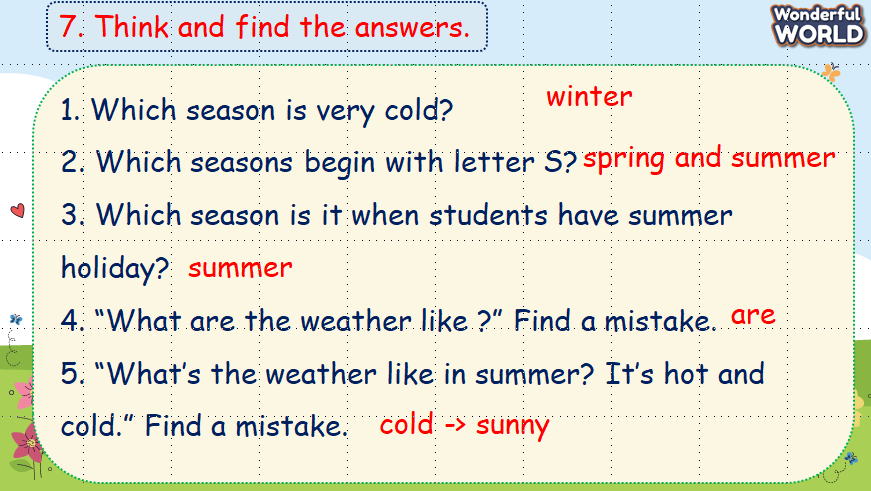 7. Think and find the answers.
Wonderful
WORLD
1. Which season is very cold? winter
2. Which seasons begin with letter S? spring and summer
3. Which season is it when students have summer
holiday? summer
4. “What are the weather like ?” Find a mistake. are
5. “What’s the weather like in summer? It’s hot and
cold.” Find a mistake. cold -> sunny